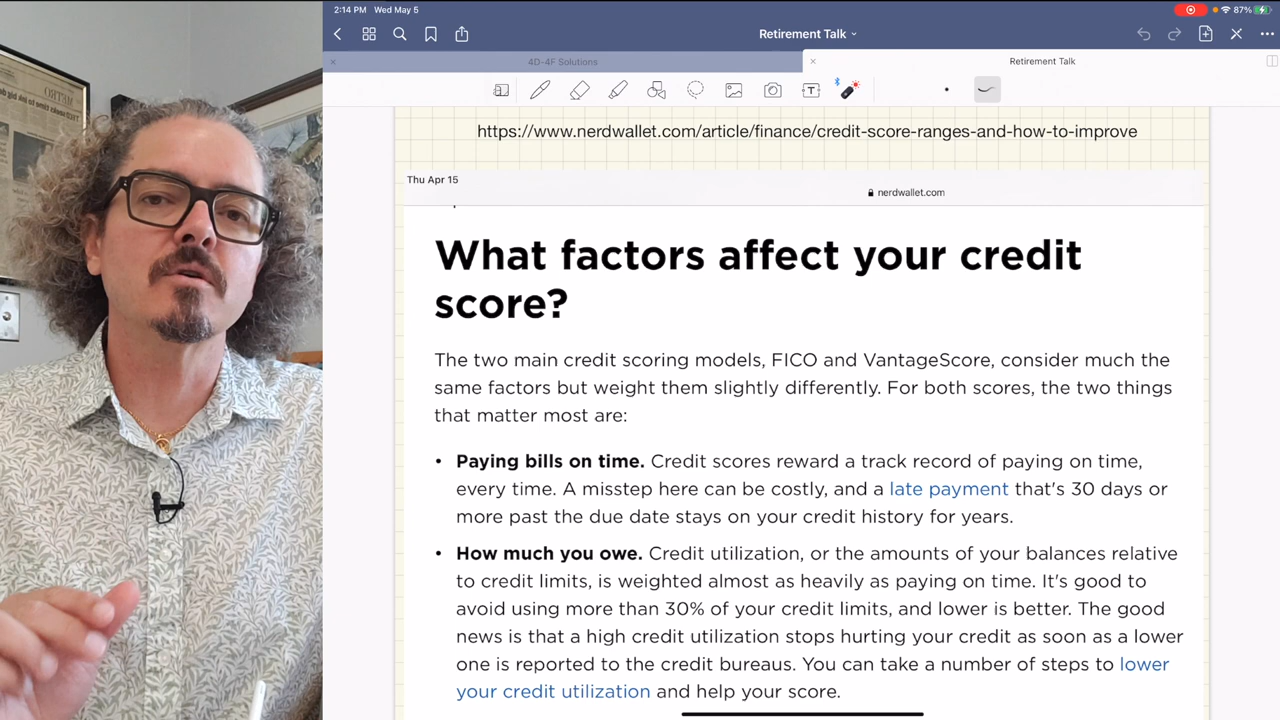 2:14 PM Wed May 5
87%
Retirement Talk
4D-4F Solutions
Retirement Talk
T
METRO
https://www.nerdwallet.com/article/finance/credit-score-ranges-and-how-to-improve
Thu Apr 15
nerdwallet.com
What factors affect your credit
score?
The two main credit scoring models, FICO and VantageScore, consider much the
same factors but weight them slightly differently. For both scores, the two things
that matter most are:
• Paying bills on time. Credit scores reward a track record of paying on time,
every time. A misstep here can be costly, and a late payment that's 30 days or
more past the due date stays on your credit history for years.
• How much you owe. Credit utilization, or the amounts of your balances relative
to credit limits, is weighted almost as heavily as paying on time. It's good to
avoid using more than 30% of your credit limits, and lower is better. The good
news is that a high credit utilization stops hurting your credit as soon as a lower
one is reported to the credit bureaus. You can take a number of steps to lower
your credit utilization and help your score.